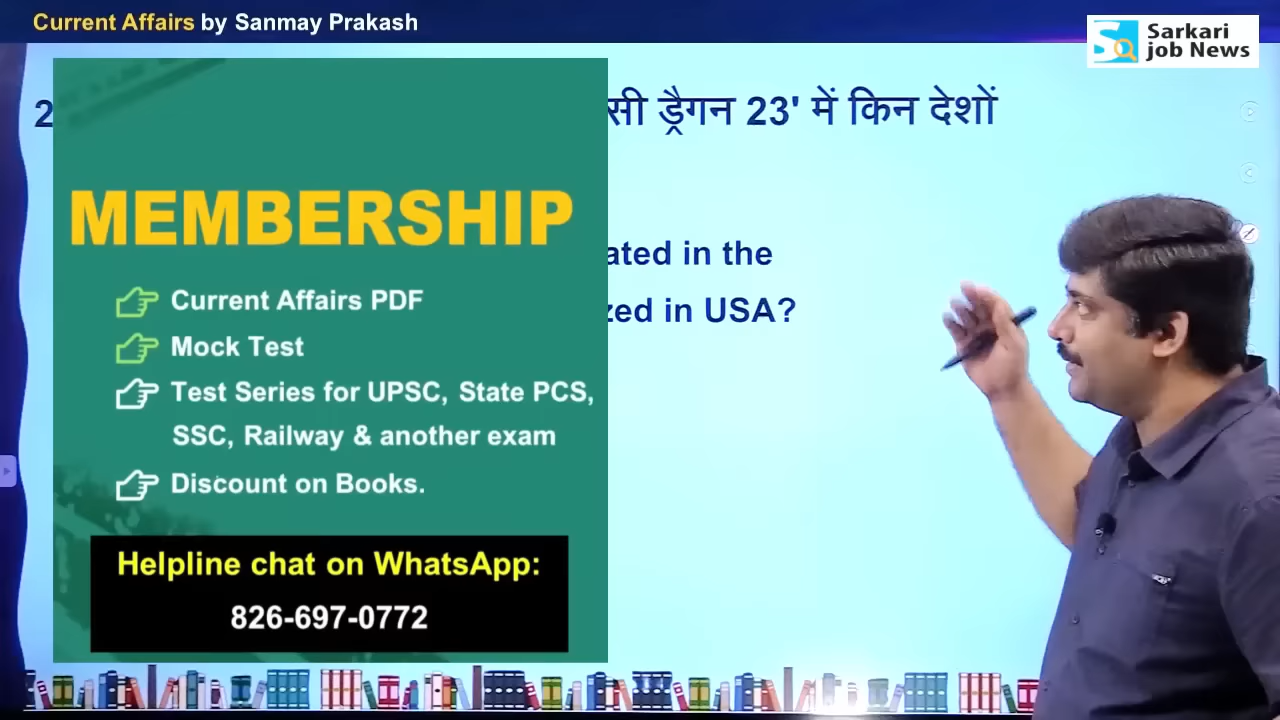 Current Affairs by Sanmay Prakash
Sarkari
job News
2
सी ड्रैगन 23' में किन देशों
MEMBERSHIP
ated in the
Current Affairs PDF
zed in USA?
Mock Test
Test Series for UPSC, State PCS,
SSC, Railway & another exam
Discount on Books.
Helpline chat on WhatsApp:
826-697-0772